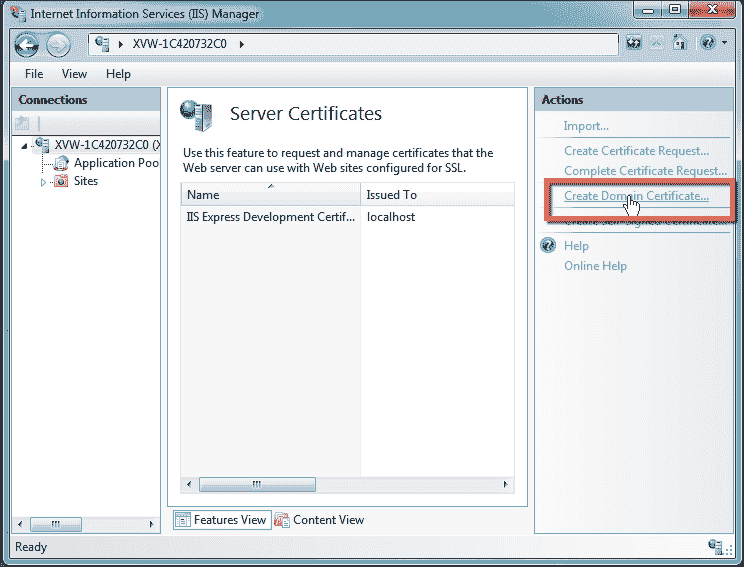 Internet Information Services (IIS) Manager
XVW-1C420732C0
File View Help
Connections
XVW-1C420732C0 (X
Application Poo
Sites
Server Certificates
Use this feature to request and manage certificates that the
Web server can use with Web sites configured for SSL.
Name Issued To
IIS Express Development Certif... localhost
Features View Content View
Actions
Import...
Create Certificate Request...
Complete Certificate Request...
Create Domain Certificate...
Help
Online Help
Ready